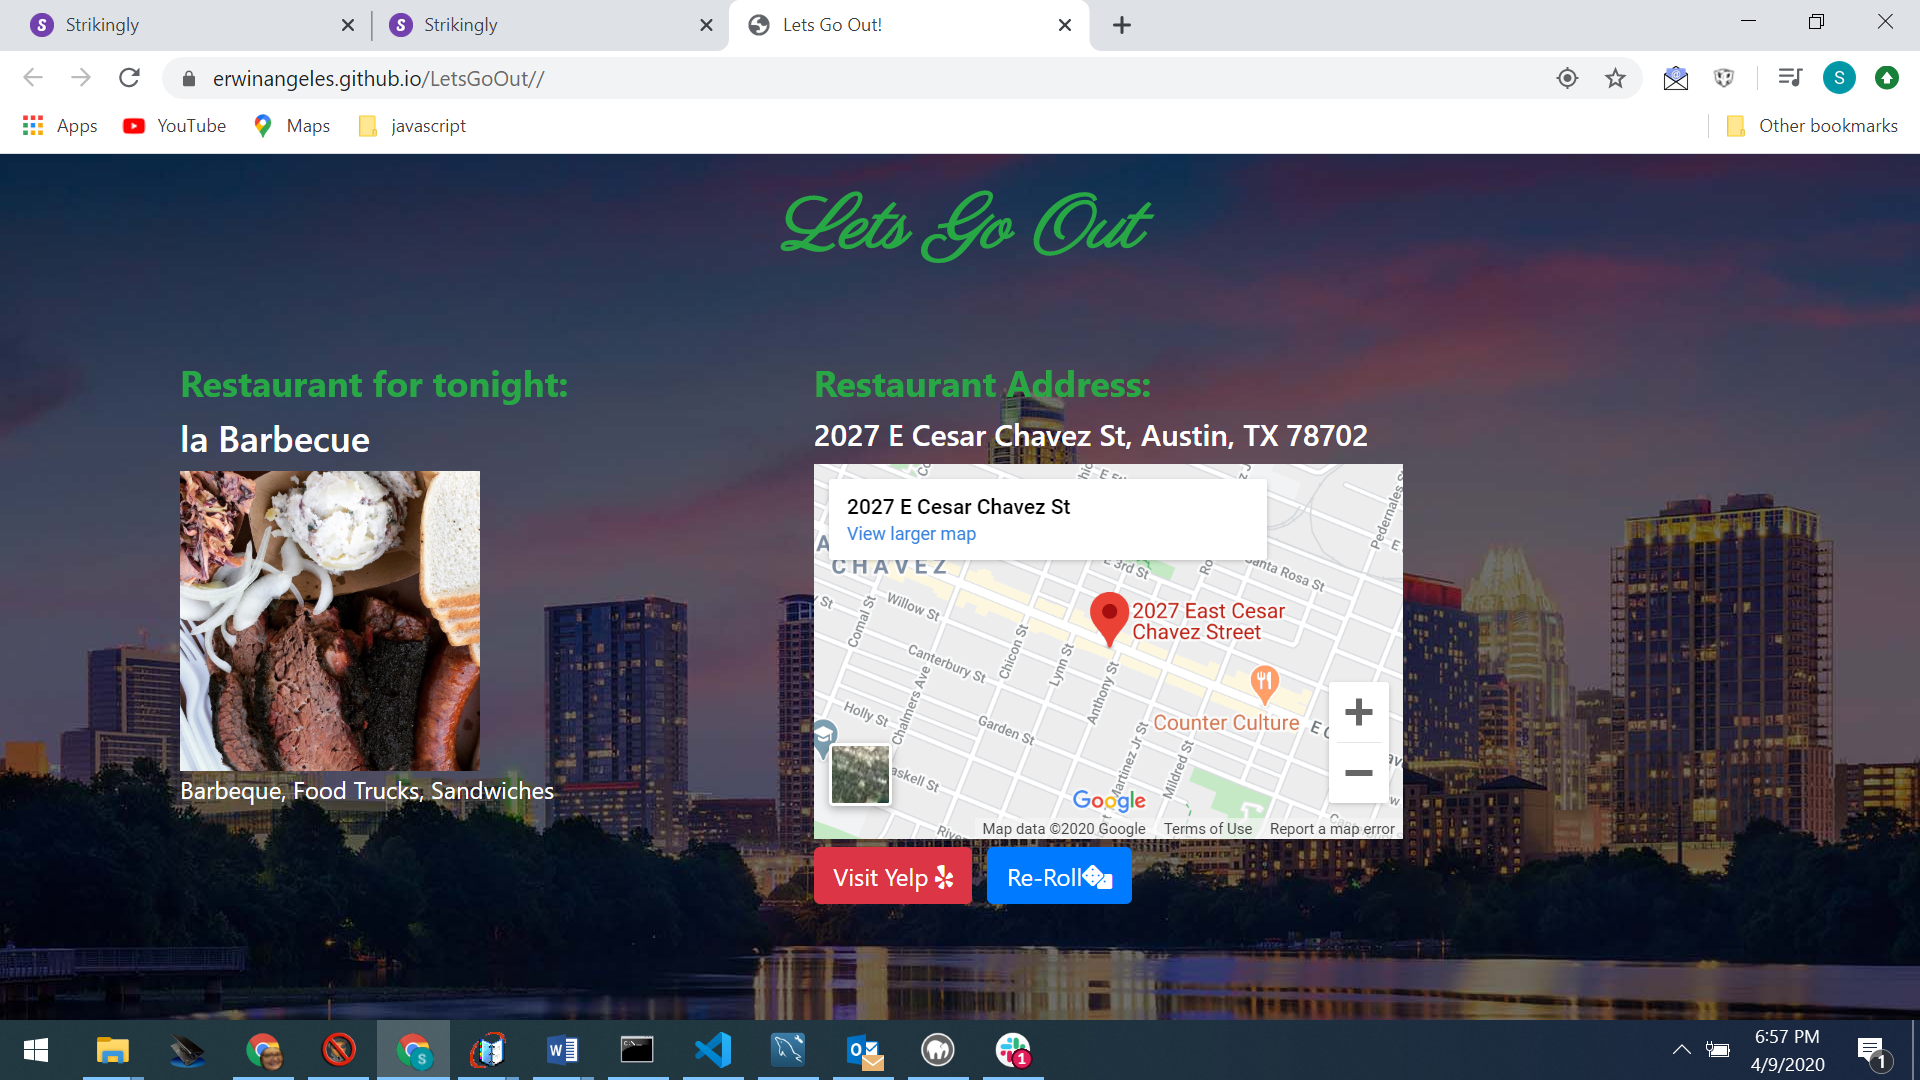 Strikingly
Strikingly
Lets Go Out!
erwinangeles.github.io/LetsGoOut//
S
Apps
YouTube
Maps
javascript
Other bookmarks
Lets Go Out
Restaurant for tonight:
la Barbecue
Barbeque, Food Trucks, Sandwiches
Restaurant Address:
2027 E Cesar Chavez St, Austin, TX 78702
2027 E Cesar Chavez St
View larger map
CHAVEZ
E 3rd St
Santa Rosa St
Pedernales St
Willow St
Comal St
Canterbury St
Chicon St
Lynn St
Anthony St
2027 East Cesar
Chavez Street
Counter Culture
Holly St
Chalmers Ave
Garden St
Martinez Jr St
Mildred St
Google
Map data ©2020 Google
Terms of Use
Report a map error
Visit Yelp
Re-Roll
6:57 PM
4/9/2020
1
1